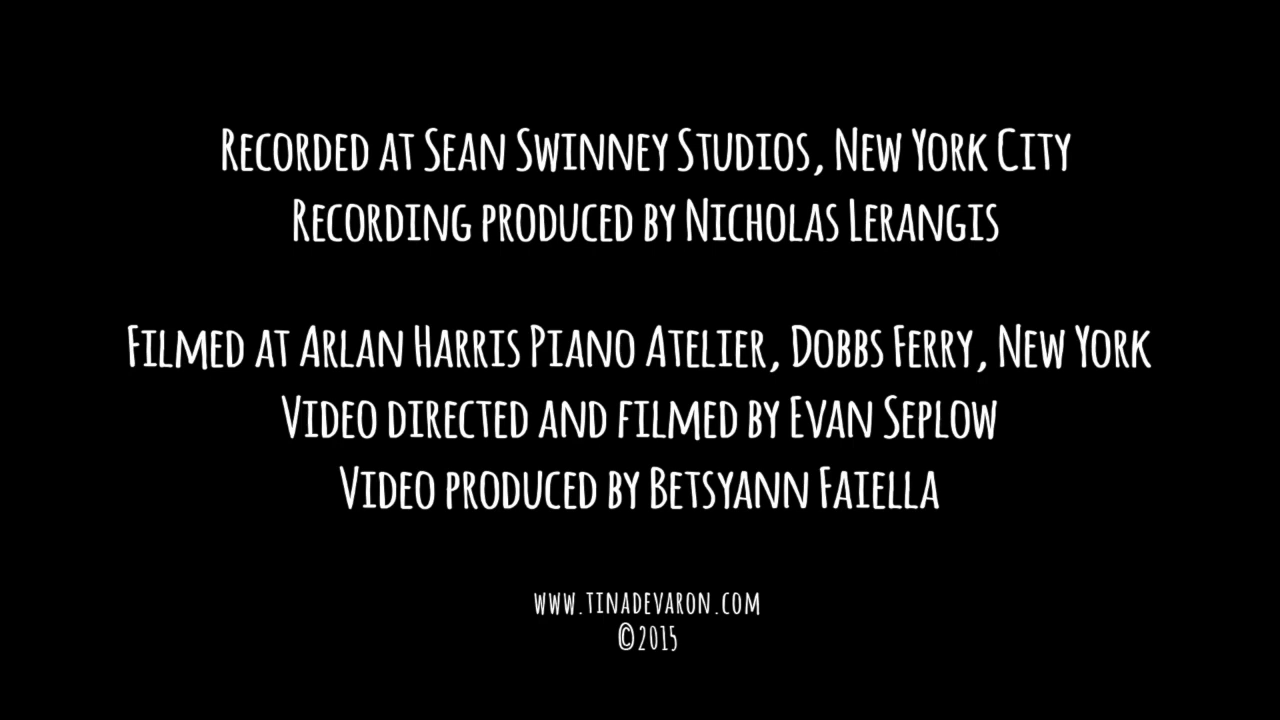 Recorded at Sean Swinney Studios, New York City
Recording produced by Nicholas Lerangis
Filmed at Arlan Harris Piano Atelier, Dobbs Ferry, New York
Video directed and filmed by Evan Seplow
Video produced by Betsyann Faiella
www.tinadevaron.com
©2015